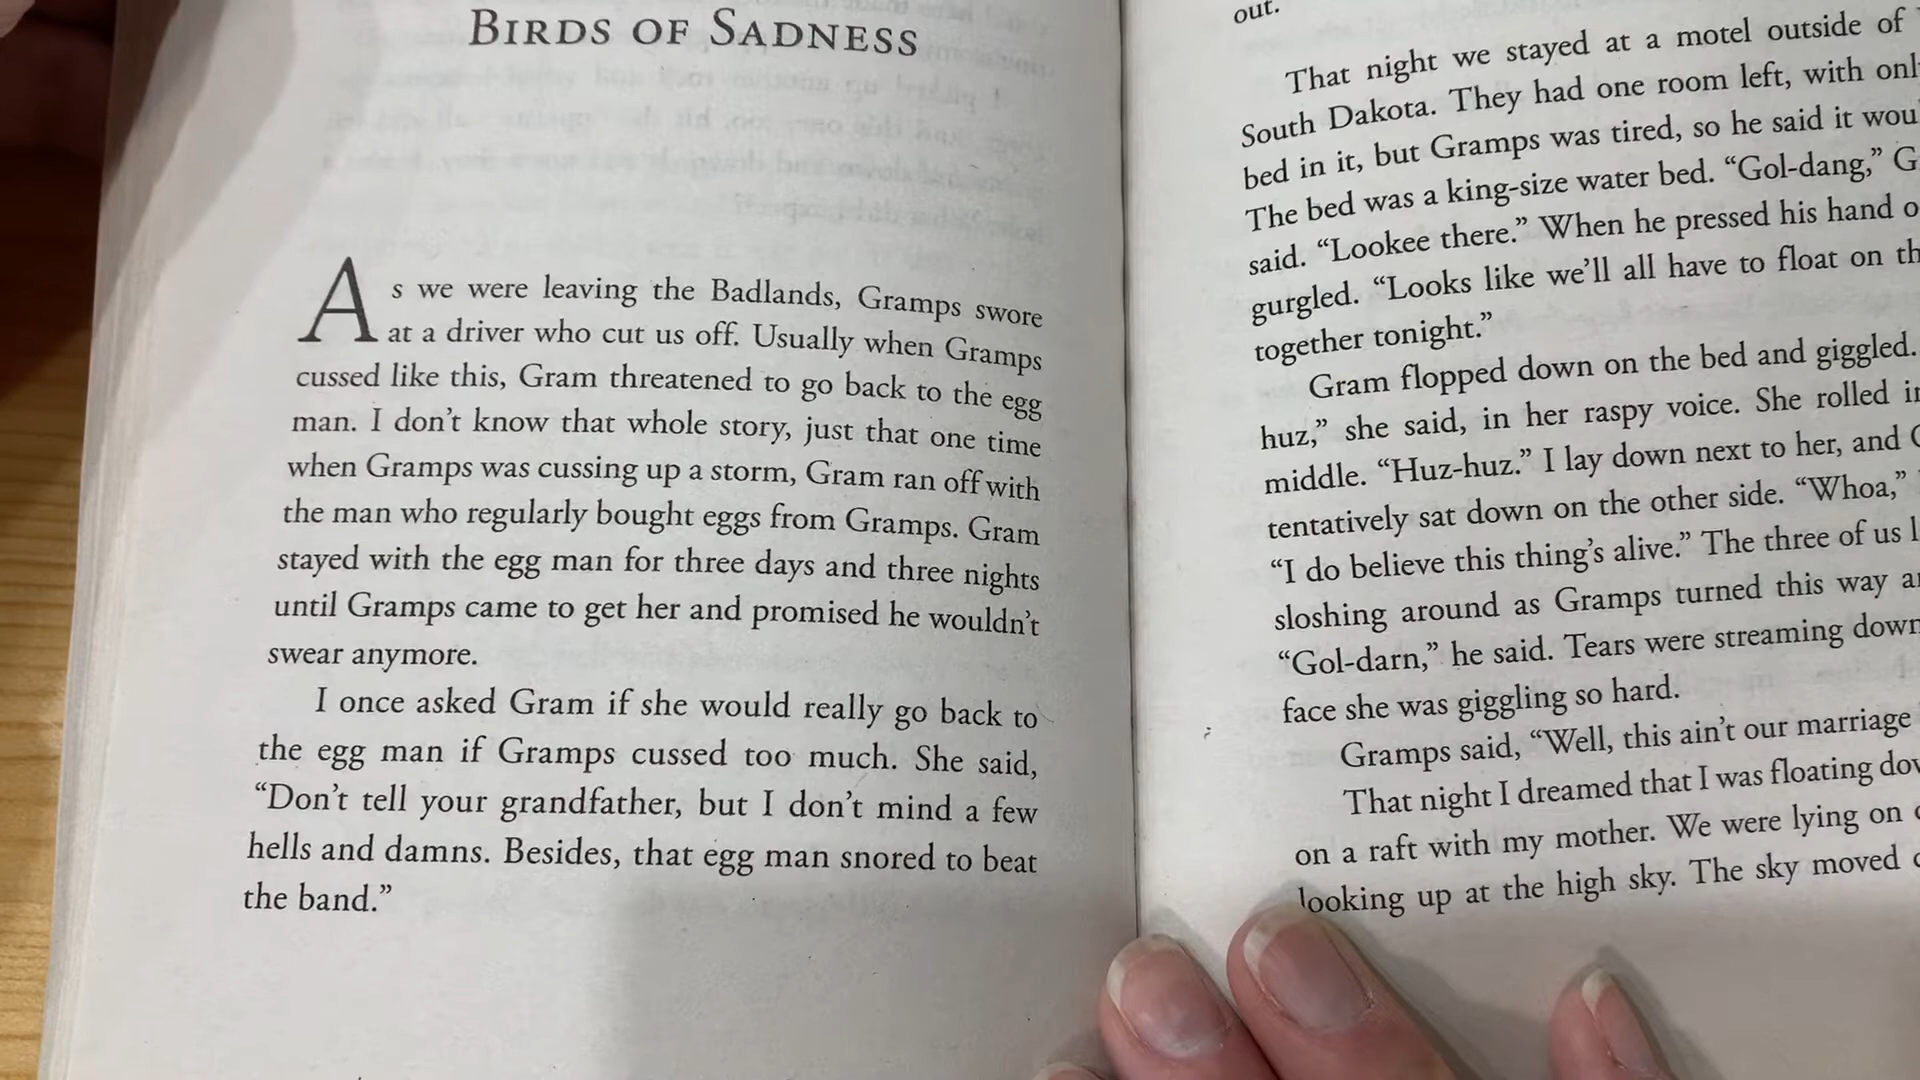 BIRDS OF SADNESS
As we were leaving the Badlands, Gramps swore
at a driver who cut us off. Usually when Gramps
cussed like this, Gram threatened to go back to the egg
man. I don’t know that whole story, just that one time
when Gramps was cussing up a storm, Gram ran off with
the man who regularly bought eggs from Gramps. Gram
stayed with the egg man for three days and three nights
until Gramps came to get her and promised he wouldn’t
swear anymore.
I once asked Gram if she would really go back to
the egg man if Gramps cussed too much. She said,
“Don’t tell your grandfather, but I don’t mind a few
hells and damns. Besides, that egg man snored to beat
the band.”
out.
That night we stayed at a motel outside of
South Dakota. They had one room left, with
bed in it, but Gramps was tired, so he said it
The bed was a king-size water bed. “Gol-dang,”
said. “Lookee there.” When he pressed his hand
gurgled. “Looks like we’ll all have to float on
together tonight.”
Gram flopped down on the bed and giggled.
huz,” she said, in her raspy voice. She rolled
middle. “Huz-huz.” I lay down next to her, and
tentatively sat down on the other side. “Whoa,”
“I do believe this thing’s alive.” The three of us
sloshing around as Gramps turned this way
“Gol-darn,” he said. Tears were streaming down
face she was giggling so hard.
Gramps said, “Well, this ain’t our marriage
That night I dreamed that I was floating
on a raft with my mother. We were lying on
looking up at the high sky. The sky moved